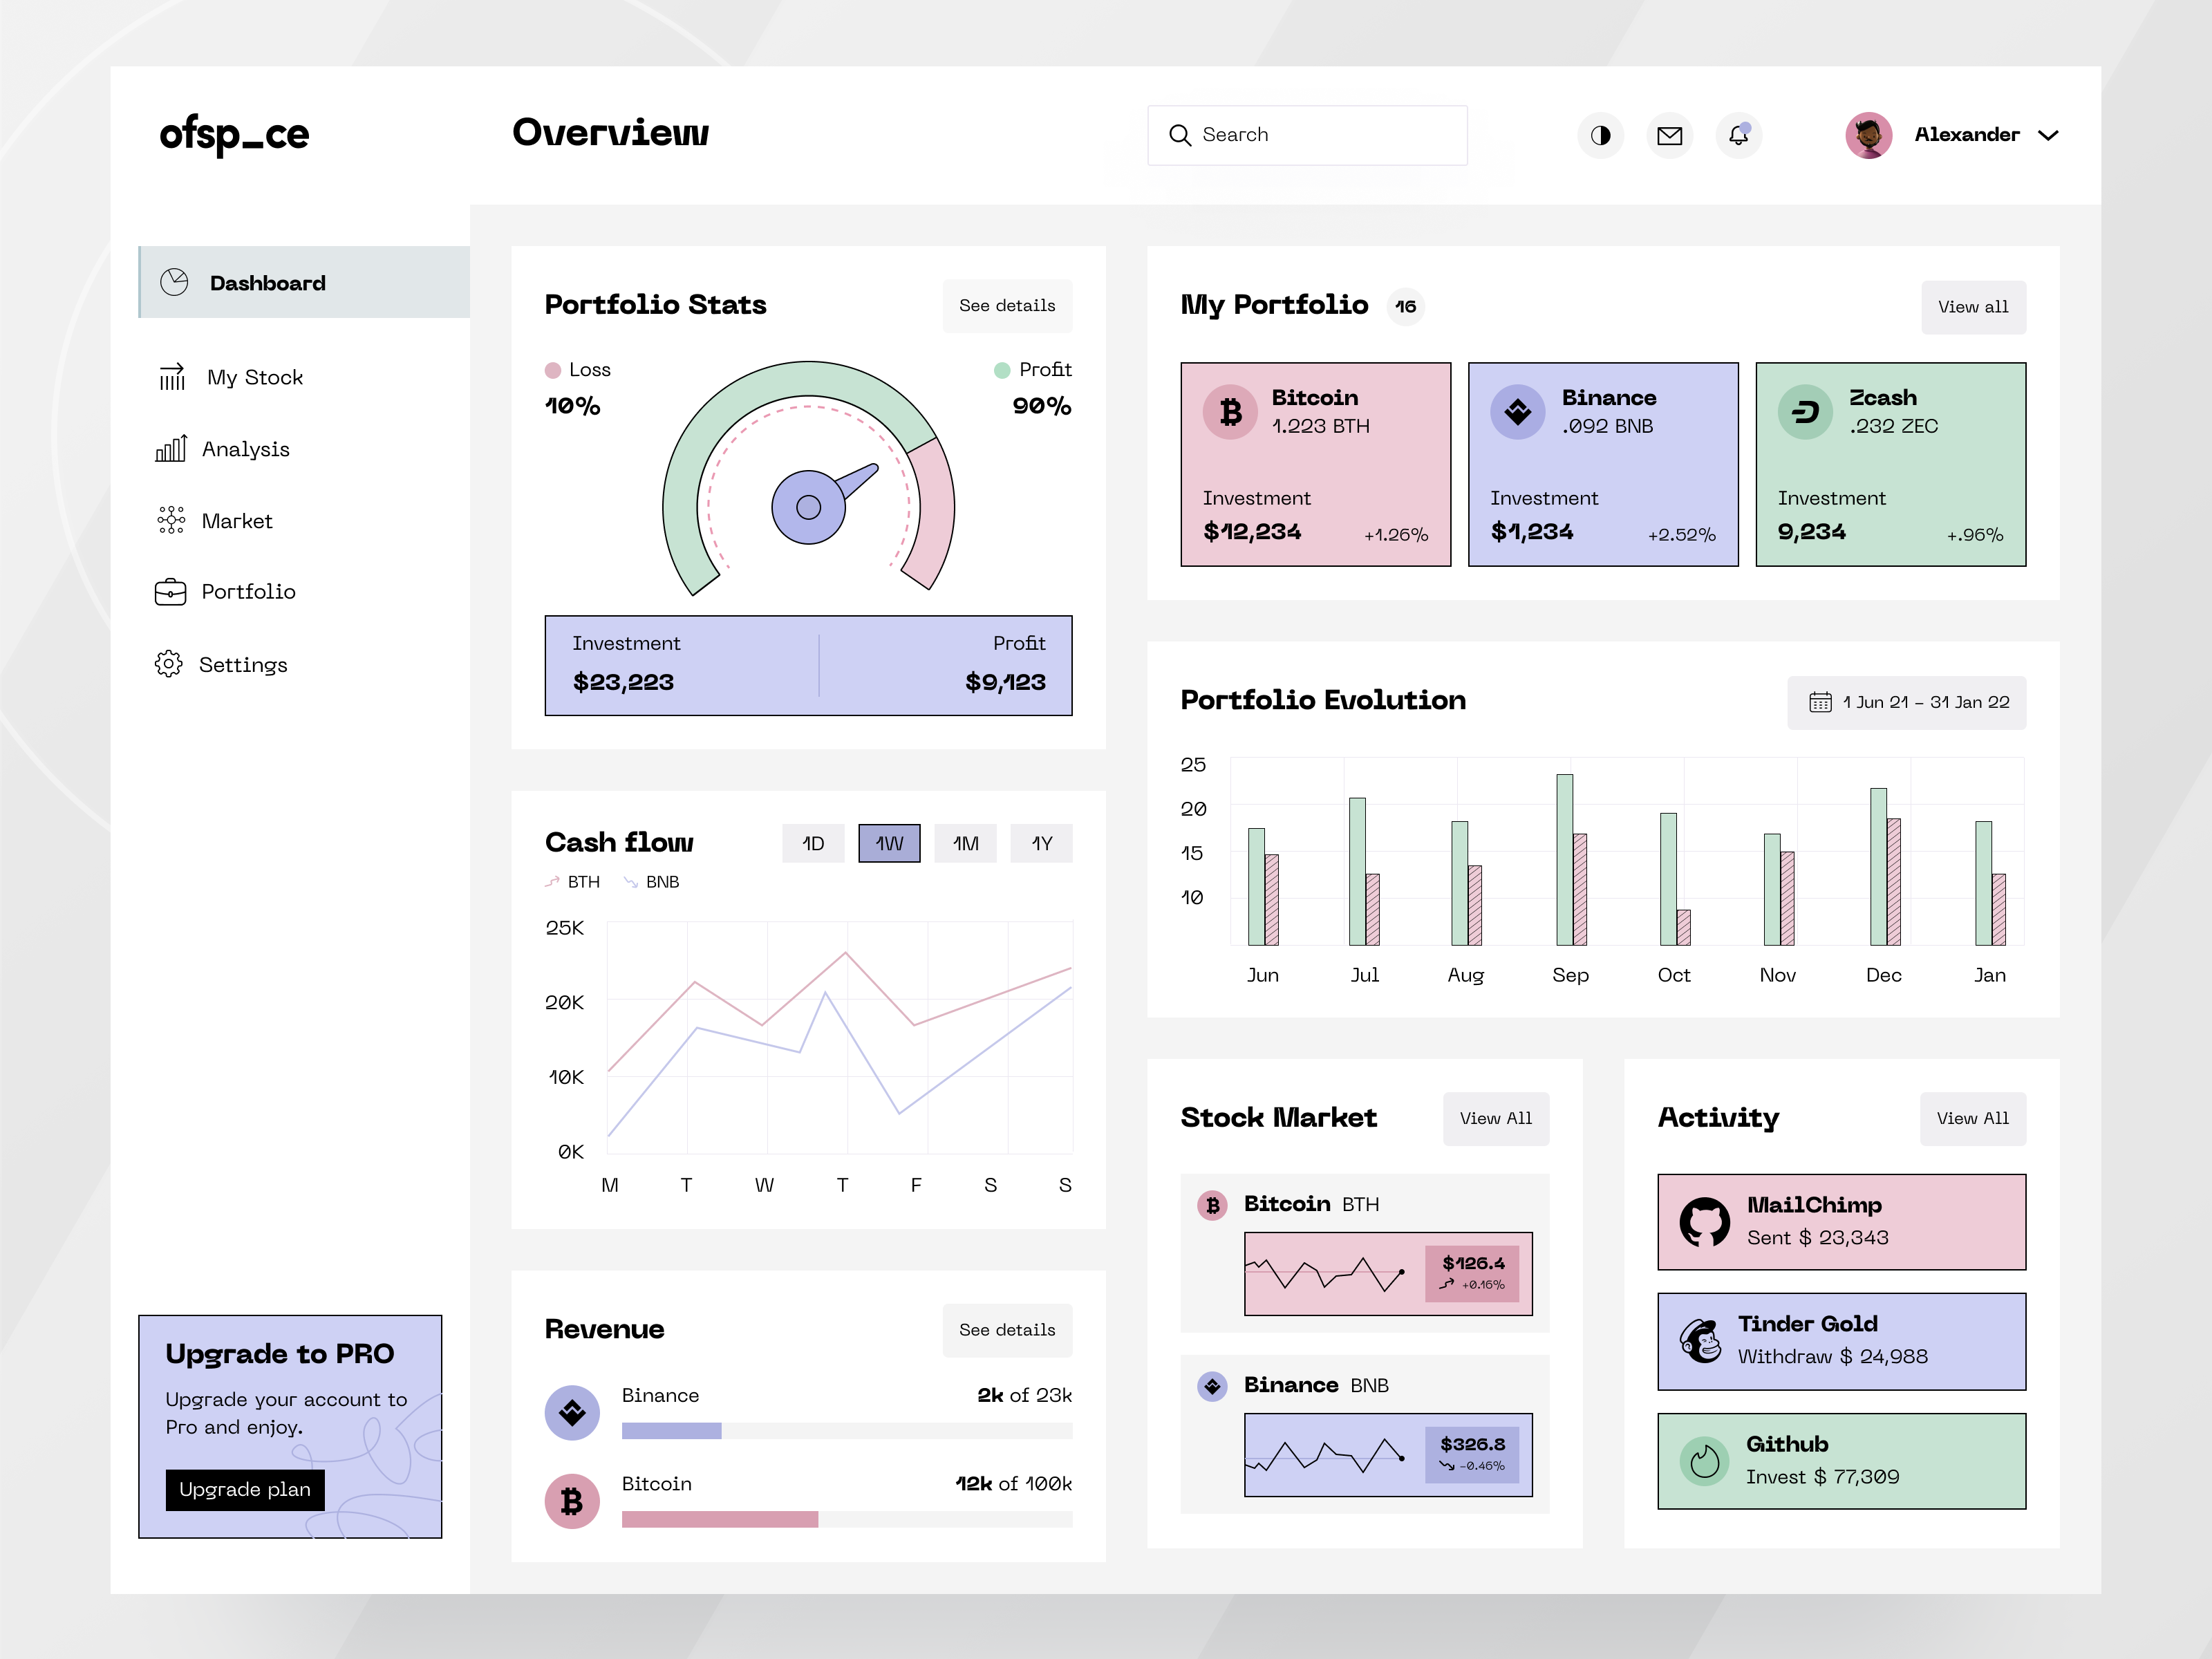 ofsp_ce
Overview
Search
Alexander
Dashboard
My Stock
Analysis
Market
Portfolio
Settings
Upgrade to PRO
Upgrade your account to
Pro and enjoy.
Upgrade plan
Portfolio Stats
See details
Loss
10%
Profit
90%
Investment
$23,223
Profit
$9,123
Cash flow
1D
1W
1M
1Y
BTH
BNB
25K
20K
10K
0K
M T W T F S S
Revenue
See details
Binance
2k of 23k
Bitcoin
12k of 100k
My Portfolio 16
View all
Bitcoin
1.223 BTH
Investment
$12,234
+1.26%
Binance
.092 BNB
Investment
$1,234
+2.52%
Zcash
.232 ZEC
Investment
9,234
+.96%
Portfolio Evolution
1 Jun 21 – 31 Jan 22
25
20
15
10
Jun Jul Aug Sep Oct Nov Dec Jan
Stock Market
View All
Bitcoin BTH
$126.4
+0.16%
Binance BNB
$326.8
-0.46%
Activity
View All
MailChimp
Sent $ 23,343
Tinder Gold
Withdraw $ 24,988
Github
Invest $ 77,309